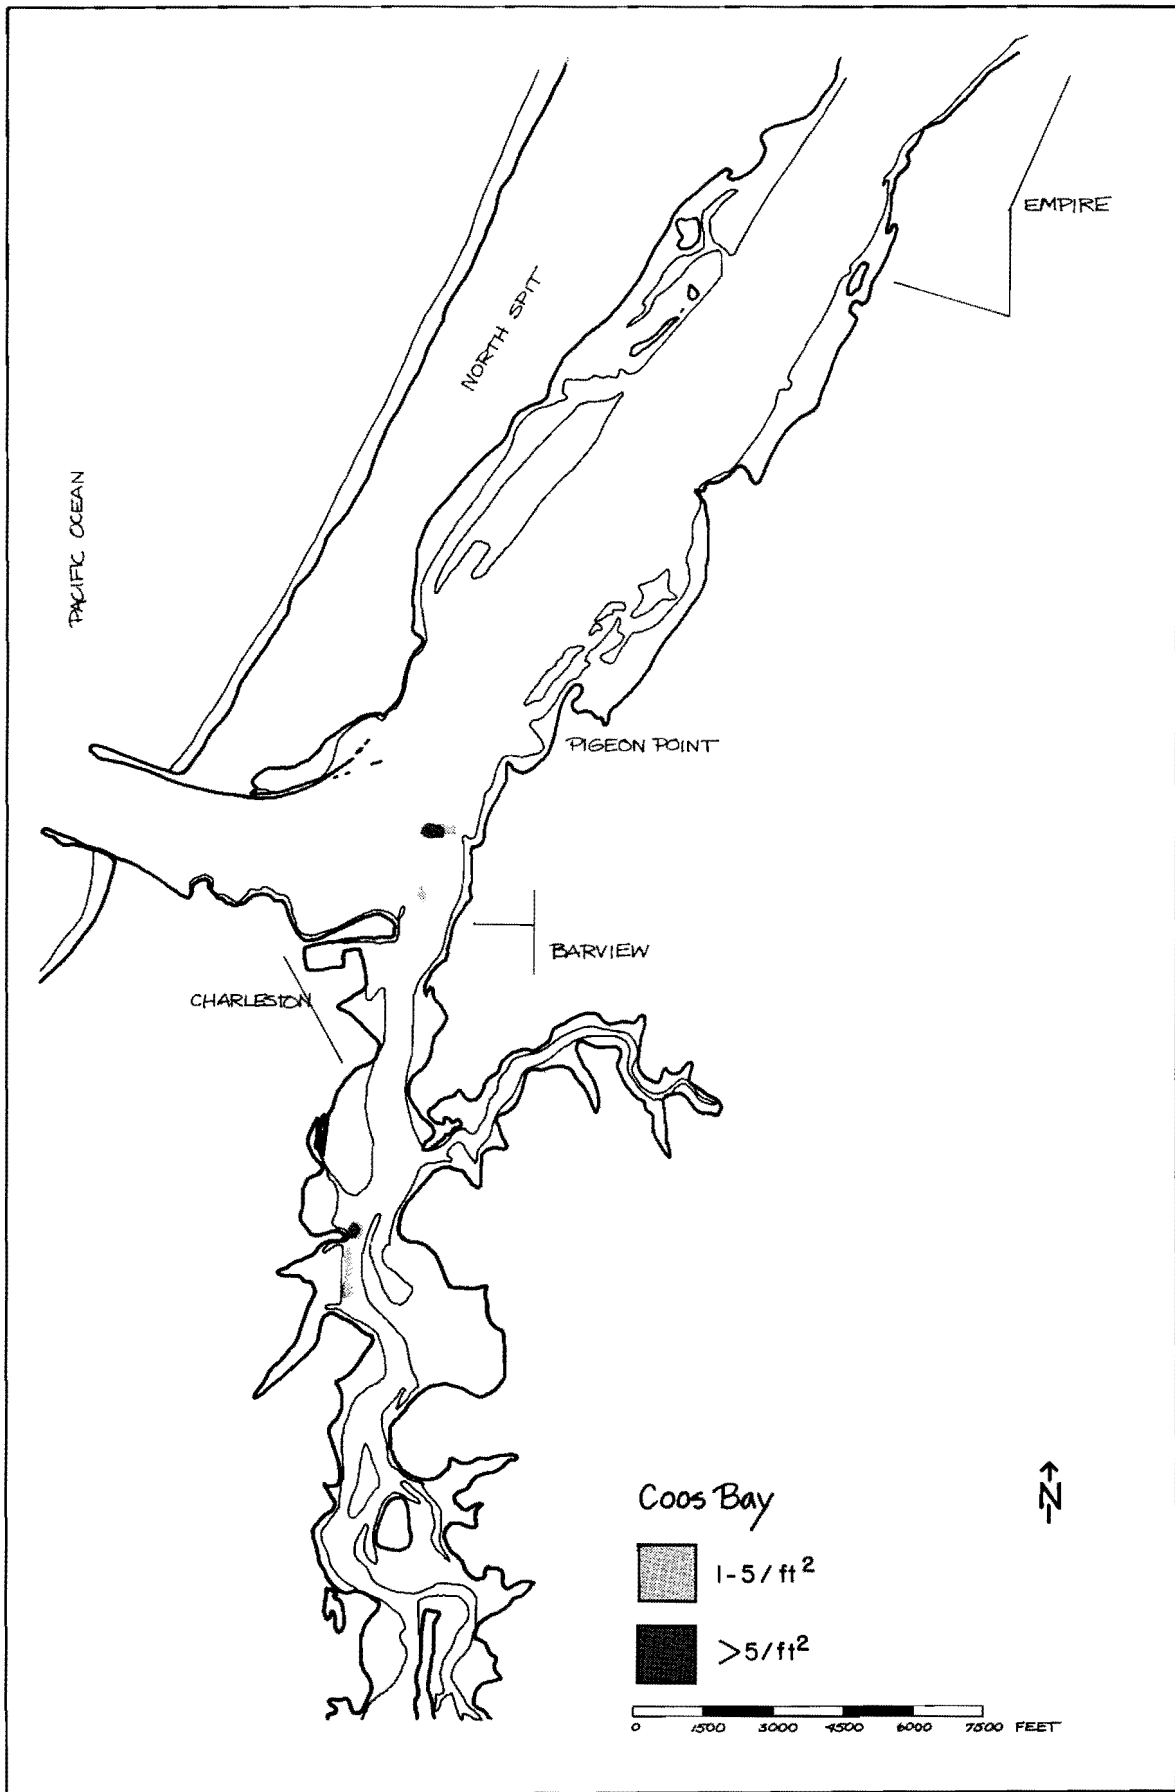 EMPIRE
NORTH SPIT
PACIFIC OCEAN
PIGEON POINT
BARVIEW
CHARLESTON
Coos Bay
N
1-5/ft²
>5/ft²
0 1500 3000 4500 6000 7500 FEET